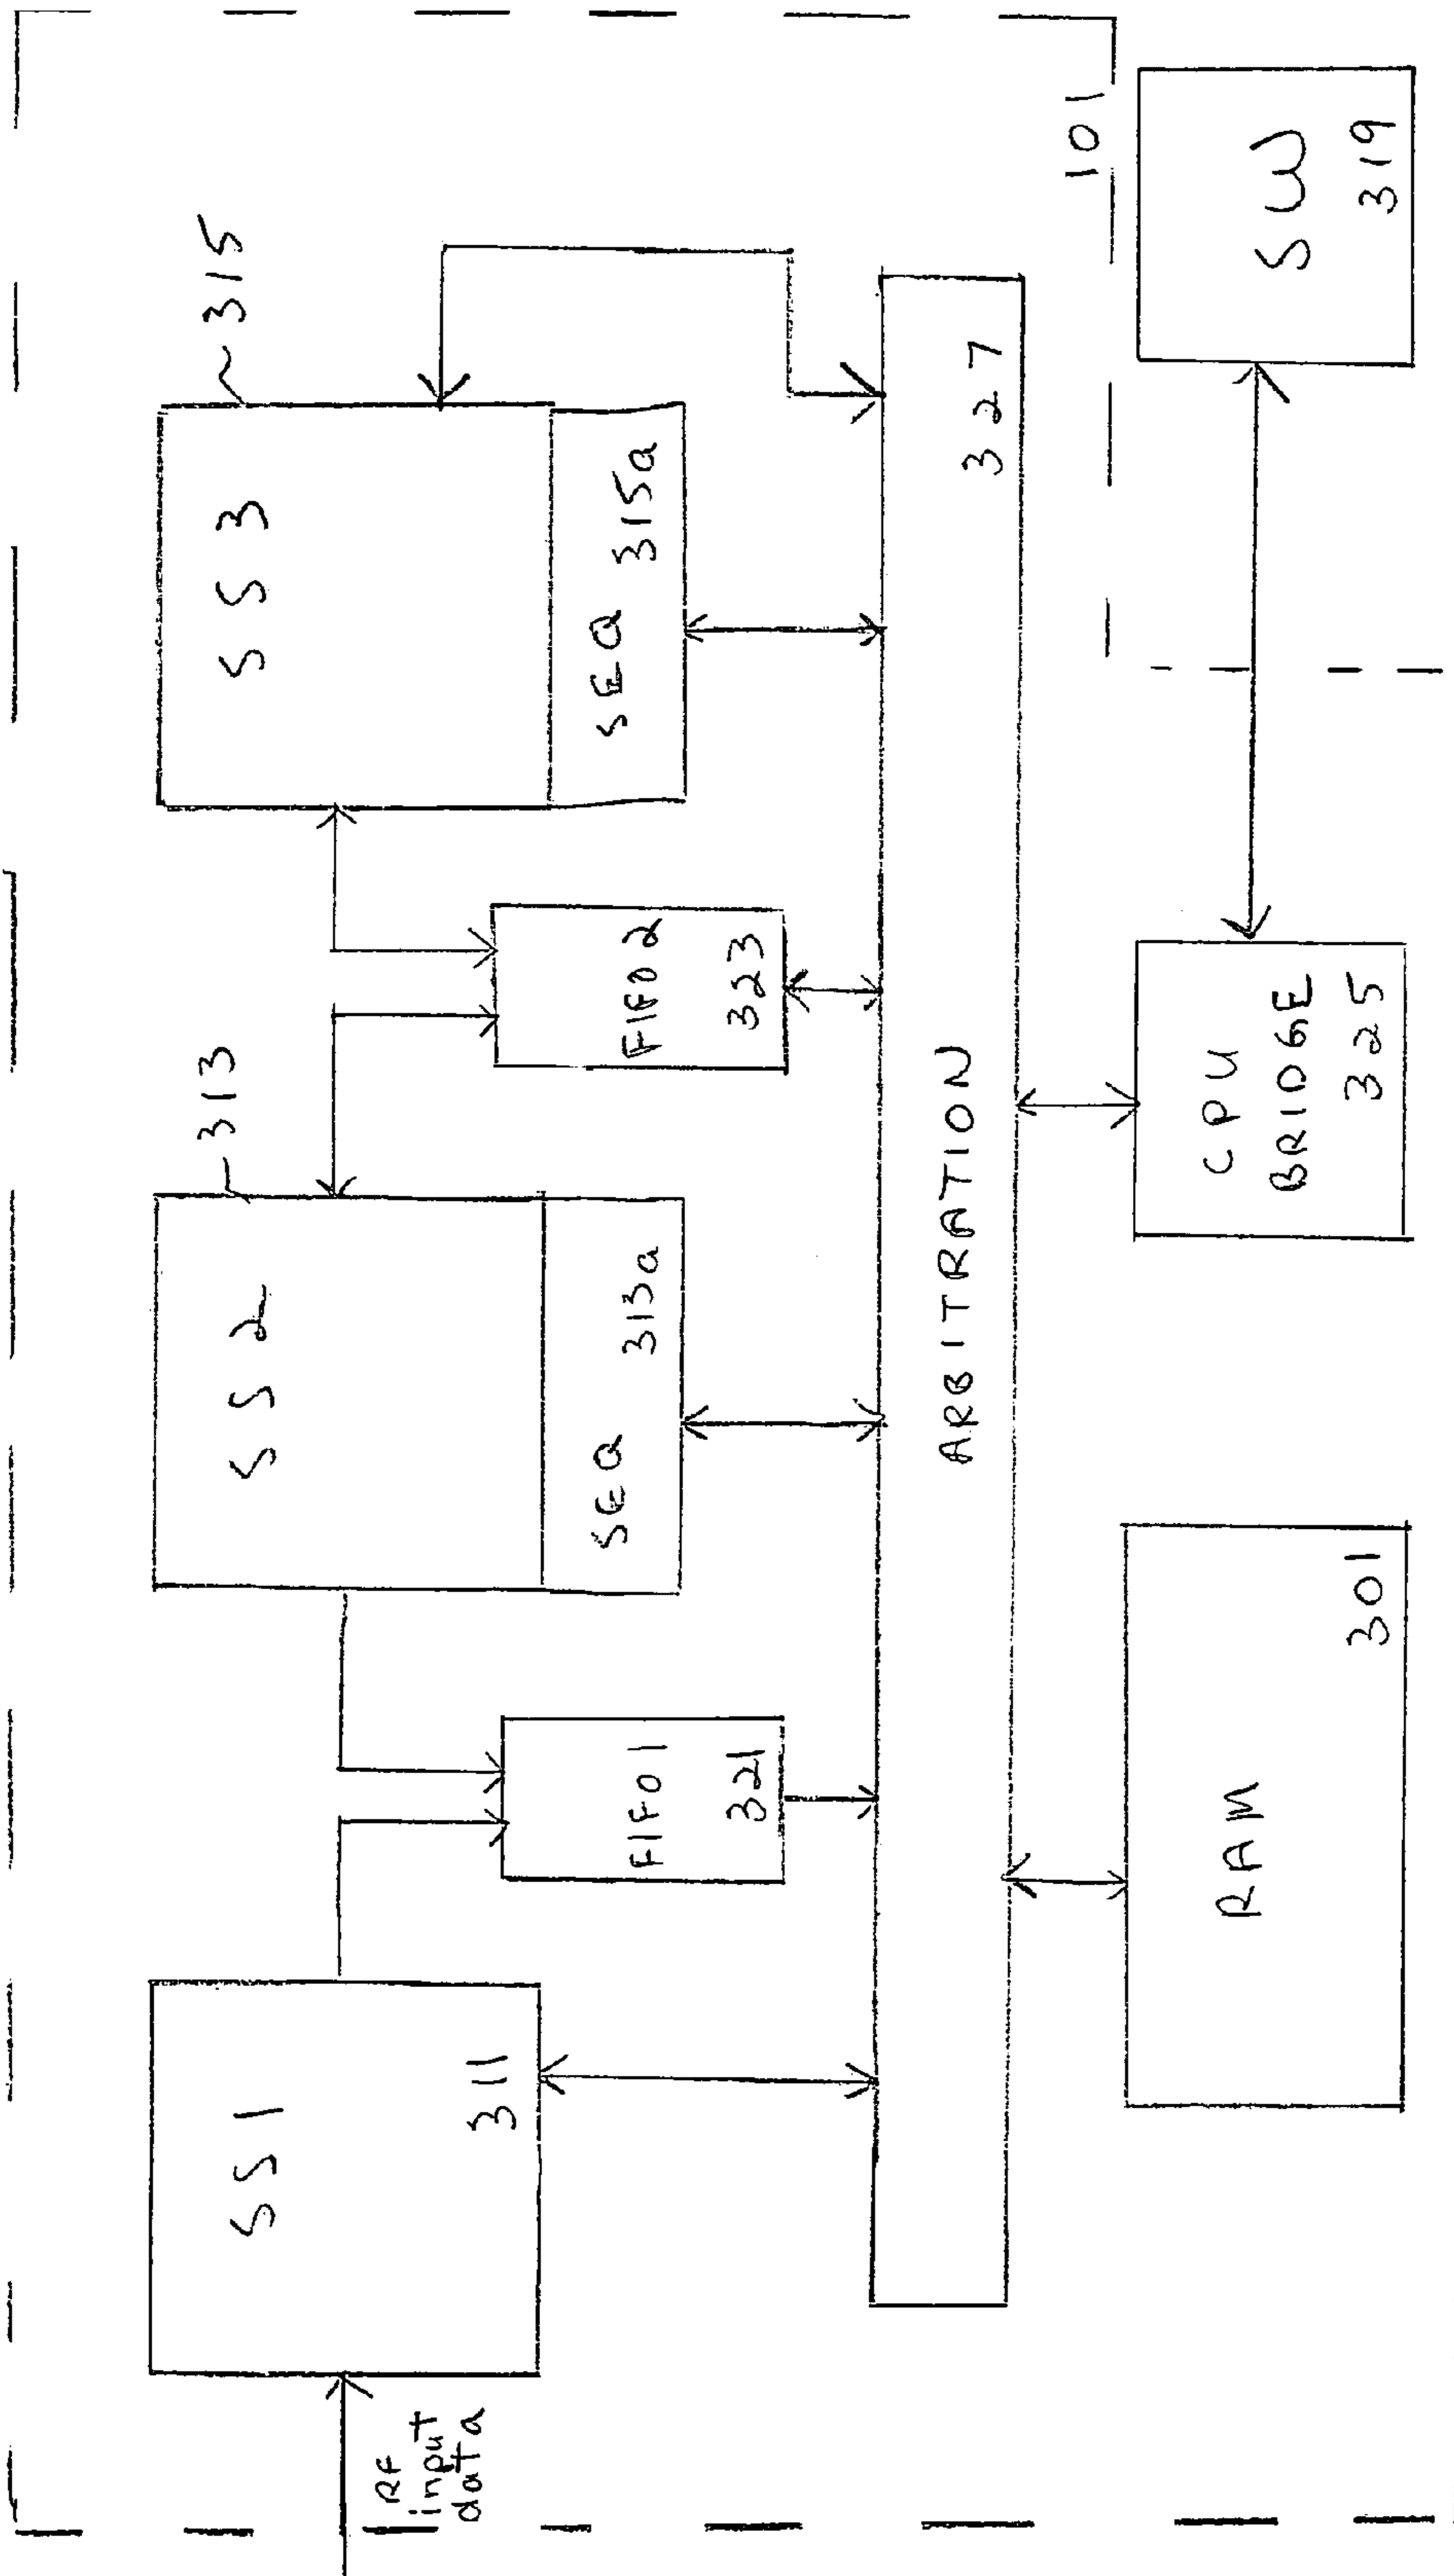 RF
input
data
SS1
311
FIFO1
321
SS2
313
SEQ 313a
FIFO2
323
SS3
315
SEQ 315a
ARBITRATION
327
RAM
301
CPU
BRIDGE
325
SW
319
101